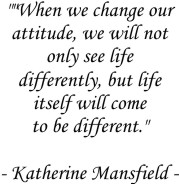 ""When we change our
attitude, we will not
only see life
differently, but life
itself will come
to be different."
- Katherine Mansfield -